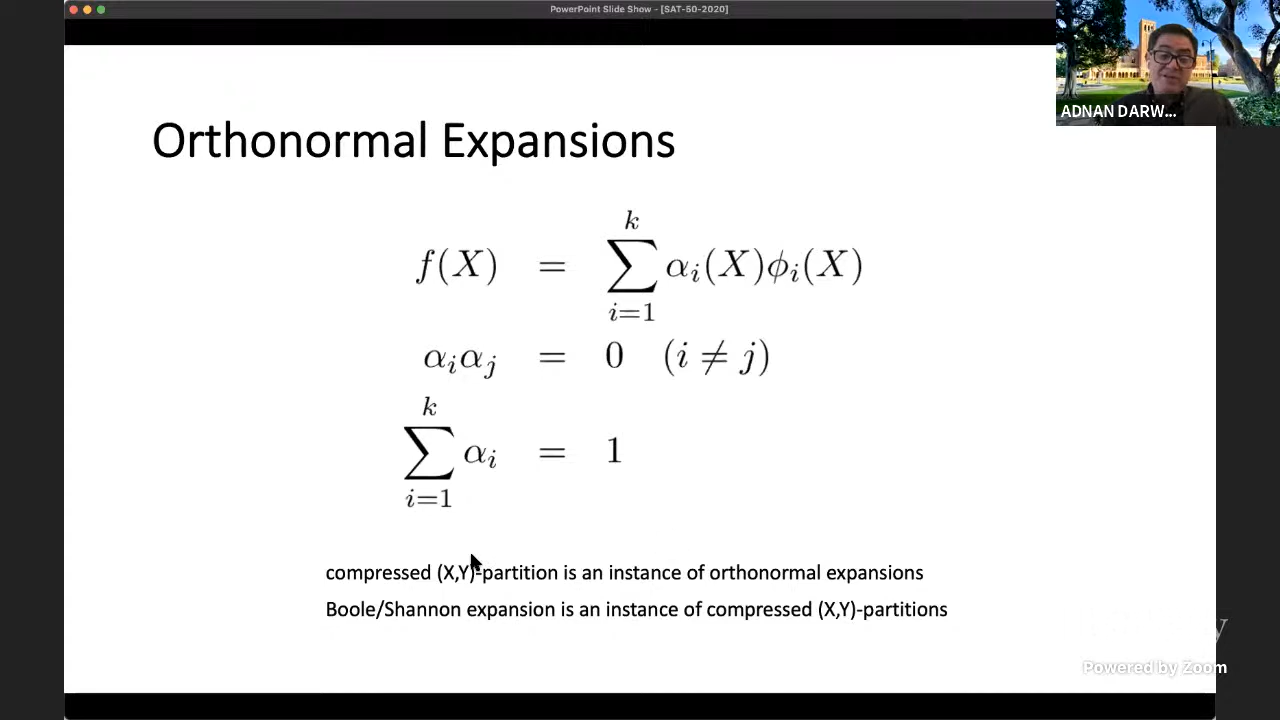 PowerPoint Slide Show - [SAT-50-2020]
ADNAN DARW...
Orthonormal Expansions
f(X) = \sum_{i=1}^{k} α_i(X)ϕ_i(X)
α_iα_j = 0 (i ≠ j)
\sum_{i=1}^{k} α_i = 1
compressed (X,Y)-partition is an instance of orthonormal expansions
Boole/Shannon expansion is an instance of compressed (X,Y)-partitions
Powered by Zoom